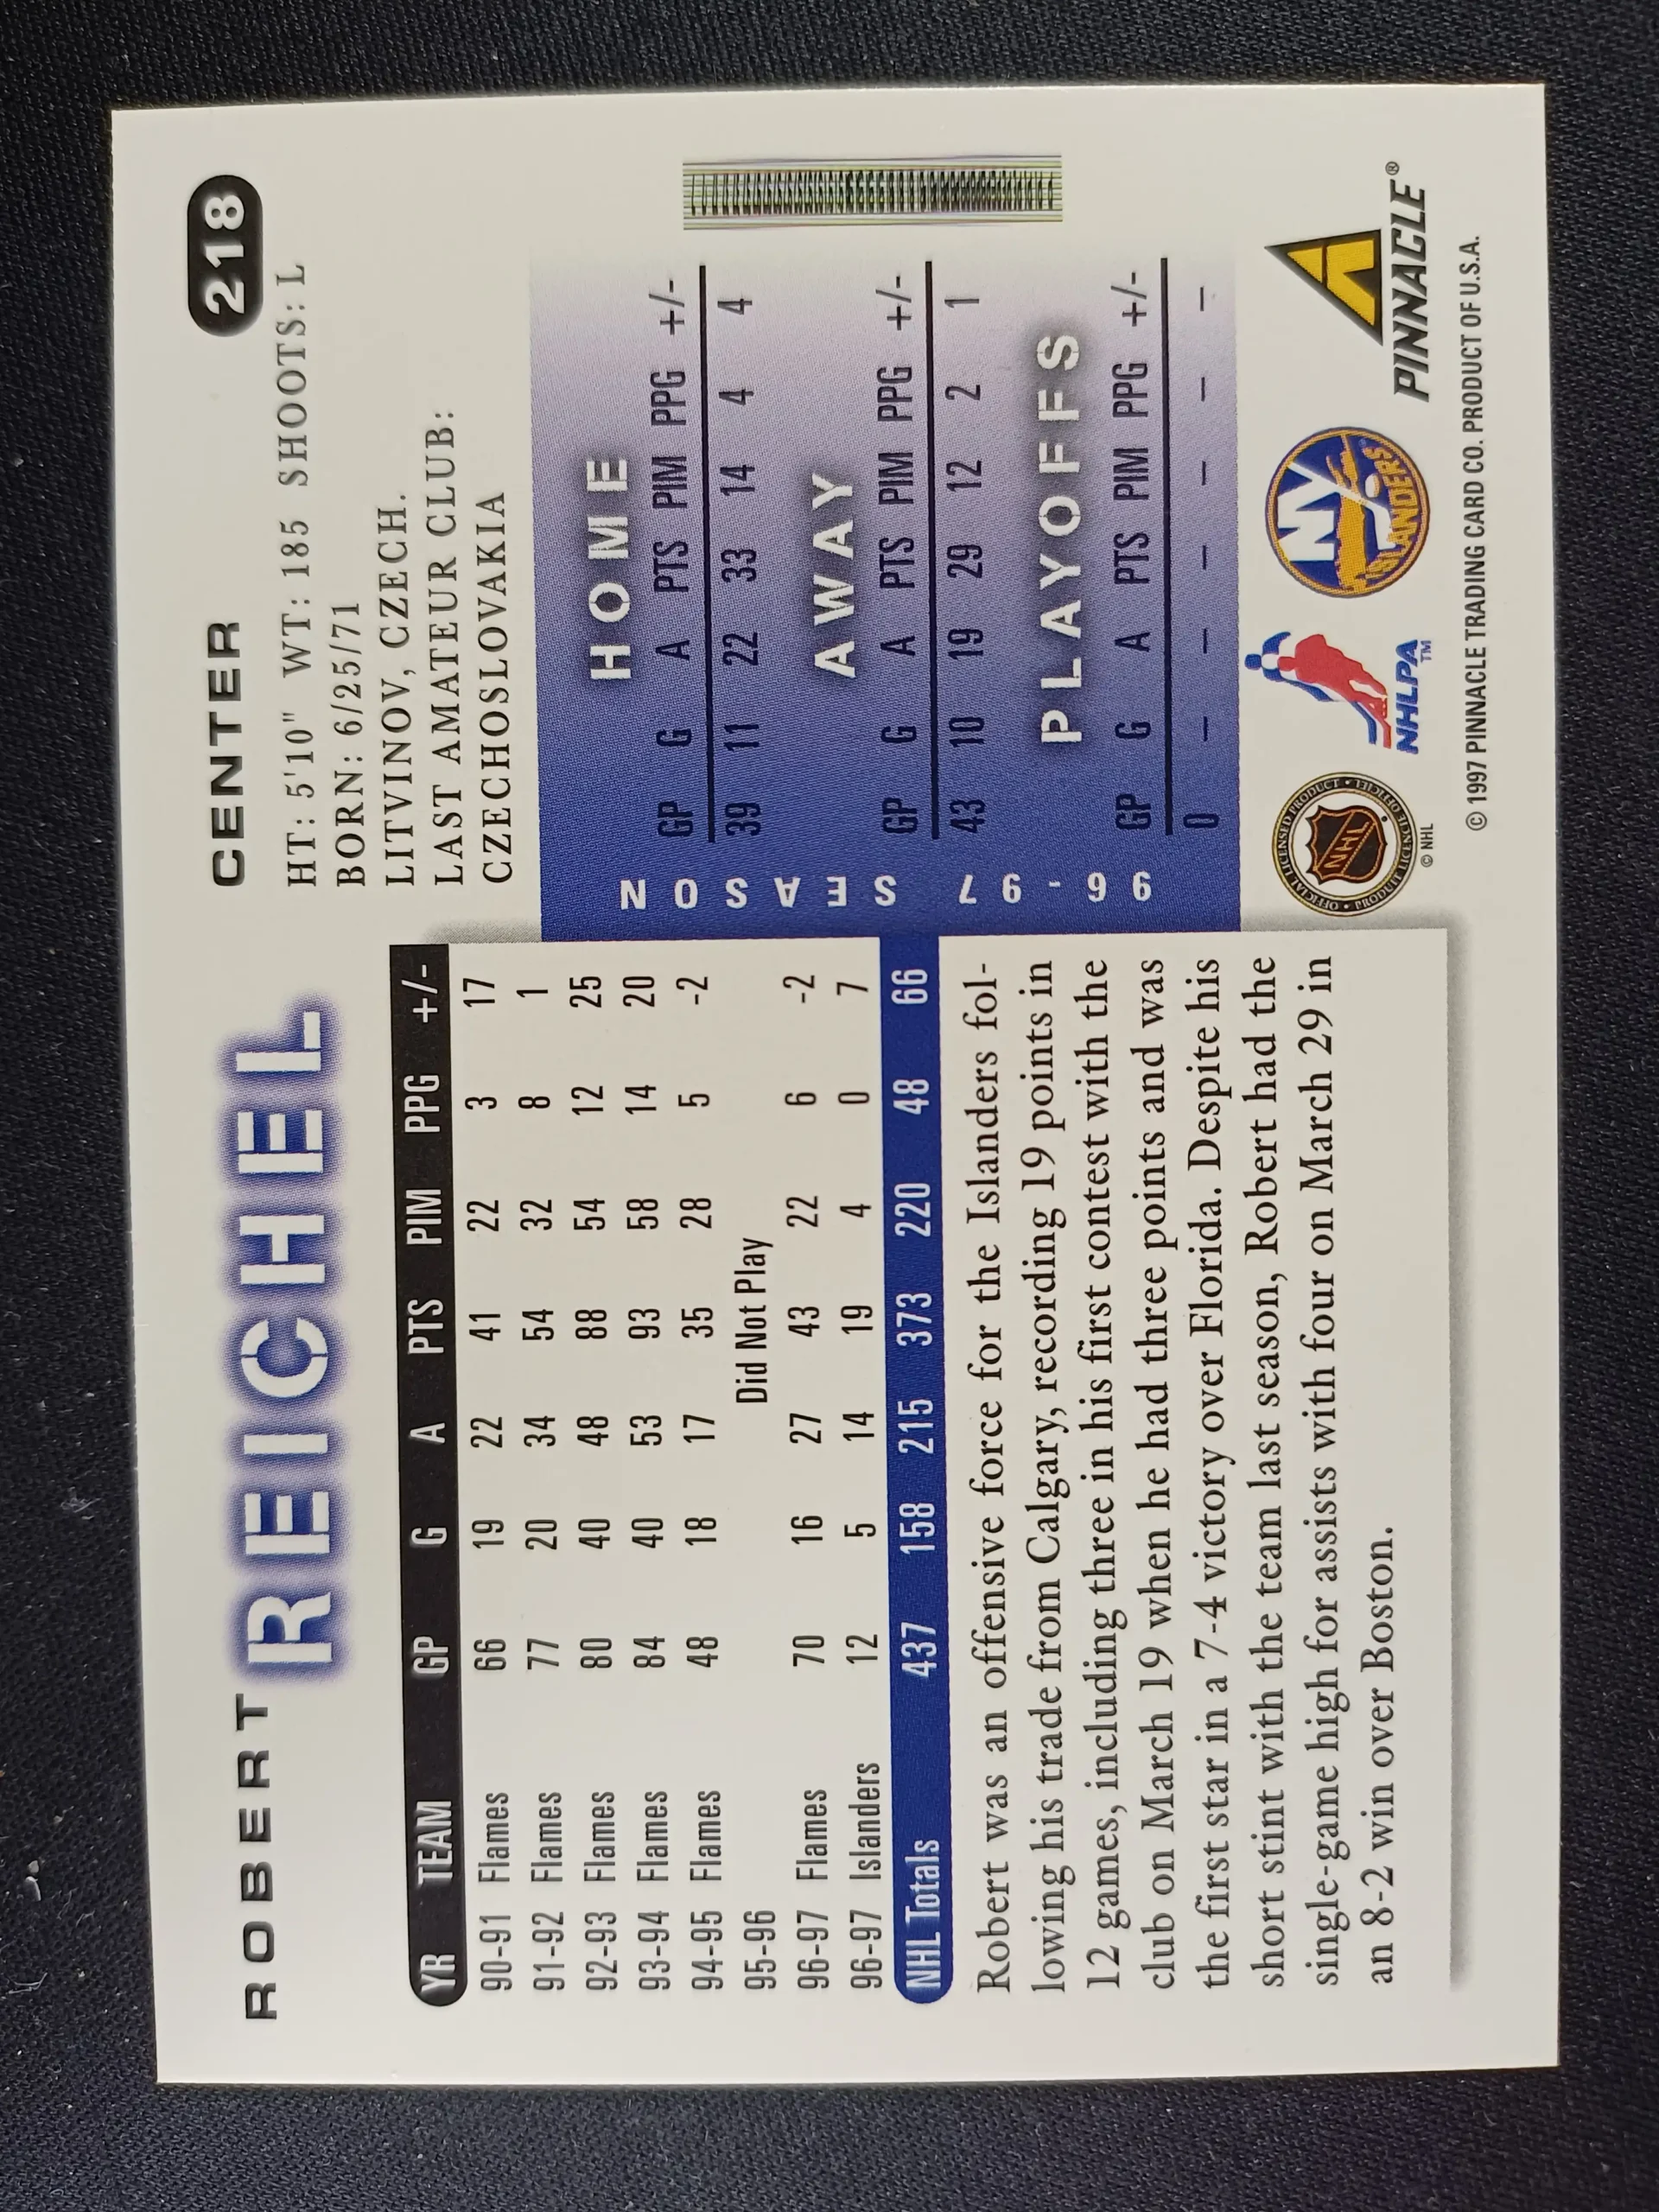 ROBERT REICHEL
CENTER 218
HT: 5'10" WT: 185 SHOOTS: L
BORN: 6/25/71
LITVINOV, CZECH.
LAST AMATEUR CLUB:
CZECHOSLOVAKIA
YR TEAM GP G A PTS PIM PPG +/-
90-91 Flames 66 19 22 41 22 3 17
91-92 Flames 77 20 34 54 32 8 1
92-93 Flames 80 40 48 88 54 12 25
93-94 Flames 84 40 53 93 58 14 20
94-95 Flames 48 18 17 35 28 5 -2
95-96 Did Not Play
96-97 Flames 70 16 27 43 22 6 -2
96-97 Islanders 12 5 14 19 4 0 7
NHL Totals 437 158 215 373 220 48 66
Robert was an offensive force for the Islanders fol-
lowing his trade from Calgary, recording 19 points in
12 games, including three in his first contest with the
club on March 19 when he had three points and was
the first star in a 7-4 victory over Florida. Despite his
short stint with the team last season, Robert had the
single-game high for assists with four on March 29 in
an 8-2 win over Boston.
96-97 SEASON
HOME
GP G A PTS PIM PPG +/-
39 11 22 33 14 4 4
AWAY
GP G A PTS PIM PPG +/-
43 10 19 29 12 2 1
PLAYOFFS
GP G A PTS PIM PPG +/-
0 – – – – – –
OFFICIAL LICENSED PRODUCT • PRODUIT LICENCIE OFFICIEL •
NHL
© NHL
NHLPA™
NY ISLANDERS
PINNACLE®
© 1997 PINNACLE TRADING CARD CO. PRODUCT OF U.S.A.